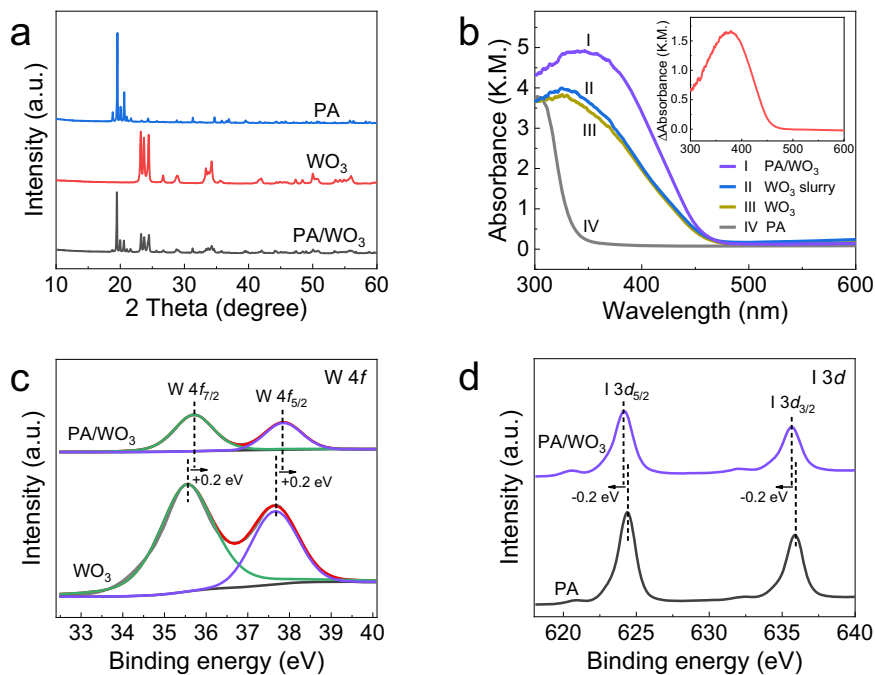 a
Intensity (a.u.)
PA
WO₃
PA/WO₃
10 20 30 40 50 60
2 Theta (degree)
b
Absorbance (K.M.)
5
4
3
2
1
0
I
II
III
IV
ΔAbsorbance (K.M.)
1.5
1.0
0.5
0.0
300 400 500 600
I PA/WO₃
II WO₃ slurry
III WO₃
IV PA
300 400 500 600
Wavelength (nm)
c
W 4f
Intensity (a.u.)
W 4f₇/₂
W 4f₅/₂
PA/WO₃
+0.2 eV
+0.2 eV
WO₃
33 34 35 36 37 38 39 40
Binding energy (eV)
d
I 3d
Intensity (a.u.)
I 3d₅/₂
I 3d₃/₂
PA/WO₃
-0.2 eV
-0.2 eV
PA
620 625 630 635 640
Binding energy (eV)